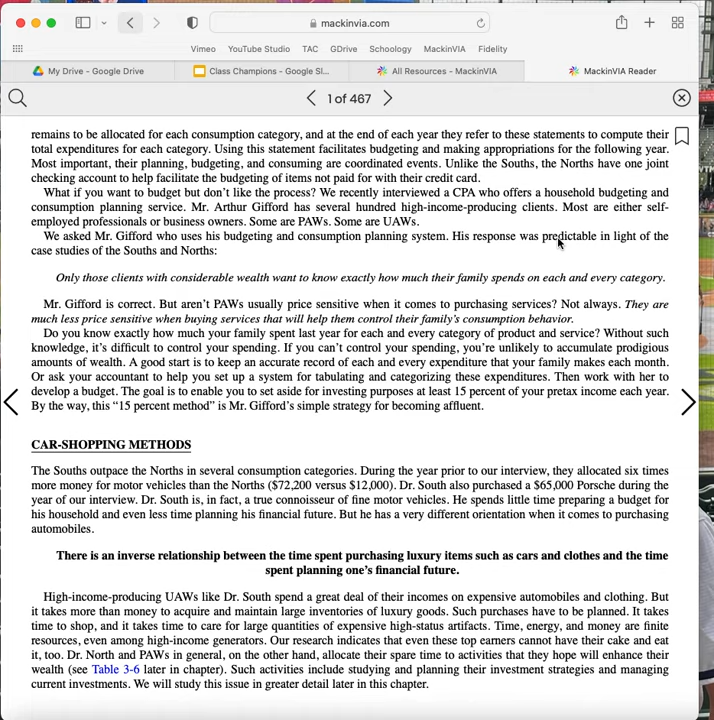 mackinvia.com
Vimeo YouTube Studio TAC GDrive Schoology MackinVIA Fidelity
My Drive - Google Drive Class Champions - Google Sl... All Resources - MackinVIA MackinVIA Reader
1 of 467
remains to be allocated for each consumption category, and at the end of each year they refer to these statements to compute their
total expenditures for each category. Using this statement facilitates budgeting and making appropriations for the following year.
Most important, their planning, budgeting, and consuming are coordinated events. Unlike the Souths, the Norths have one joint
checking account to help facilitate the budgeting of items not paid for with their credit card.
What if you want to budget but don't like the process? We recently interviewed a CPA who offers a household budgeting and
consumption planning service. Mr. Arthur Gifford has several hundred high-income-producing clients. Most are either self-
employed professionals or business owners. Some are PAWs. Some are UAWs.
We asked Mr. Gifford who uses his budgeting and consumption planning system. His response was predictable in light of the
case studies of the Souths and Norths:
Only those clients with considerable wealth want to know exactly how much their family spends on each and every category.
Mr. Gifford is correct. But aren't PAWs usually price sensitive when it comes to purchasing services? Not always. They are
much less price sensitive when buying services that will help them control their family's consumption behavior.
Do you know exactly how much your family spent last year for each and every category of product and service? Without such
knowledge, it's difficult to control your spending. If you can't control your spending, you're unlikely to accumulate prodigious
amounts of wealth. A good start is to keep an accurate record of each and every expenditure that your family makes each month.
Or ask your accountant to help you set up a system for tabulating and categorizing these expenditures. Then work with her to
develop a budget. The goal is to enable you to set aside for investing purposes at least 15 percent of your pretax income each year.
By the way, this "15 percent method" is Mr. Gifford's simple strategy for becoming affluent.
CAR-SHOPPING METHODS
The Souths outpace the Norths in several consumption categories. During the year prior to our interview, they allocated six times
more money for motor vehicles than the Norths ($72,200 versus $12,000). Dr. South also purchased a $65,000 Porsche during the
year of our interview. Dr. South is, in fact, a true connoisseur of fine motor vehicles. He spends little time preparing a budget for
his household and even less time planning his financial future. But he has a very different orientation when it comes to purchasing
automobiles.
There is an inverse relationship between the time spent purchasing luxury items such as cars and clothes and the time
spent planning one's financial future.
High-income-producing UAWs like Dr. South spend a great deal of their incomes on expensive automobiles and clothing. But
it takes more than money to acquire and maintain large inventories of luxury goods. Such purchases have to be planned. It takes
time to shop, and it takes time to care for large quantities of expensive high-status artifacts. Time, energy, and money are finite
resources, even among high-income generators. Our research indicates that even these top earners cannot have their cake and eat
it, too. Dr. North and PAWs in general, on the other hand, allocate their spare time to activities that they hope will enhance their
wealth (see Table 3-6 later in chapter). Such activities include studying and planning their investment strategies and managing
current investments. We will study this issue in greater detail later in this chapter.